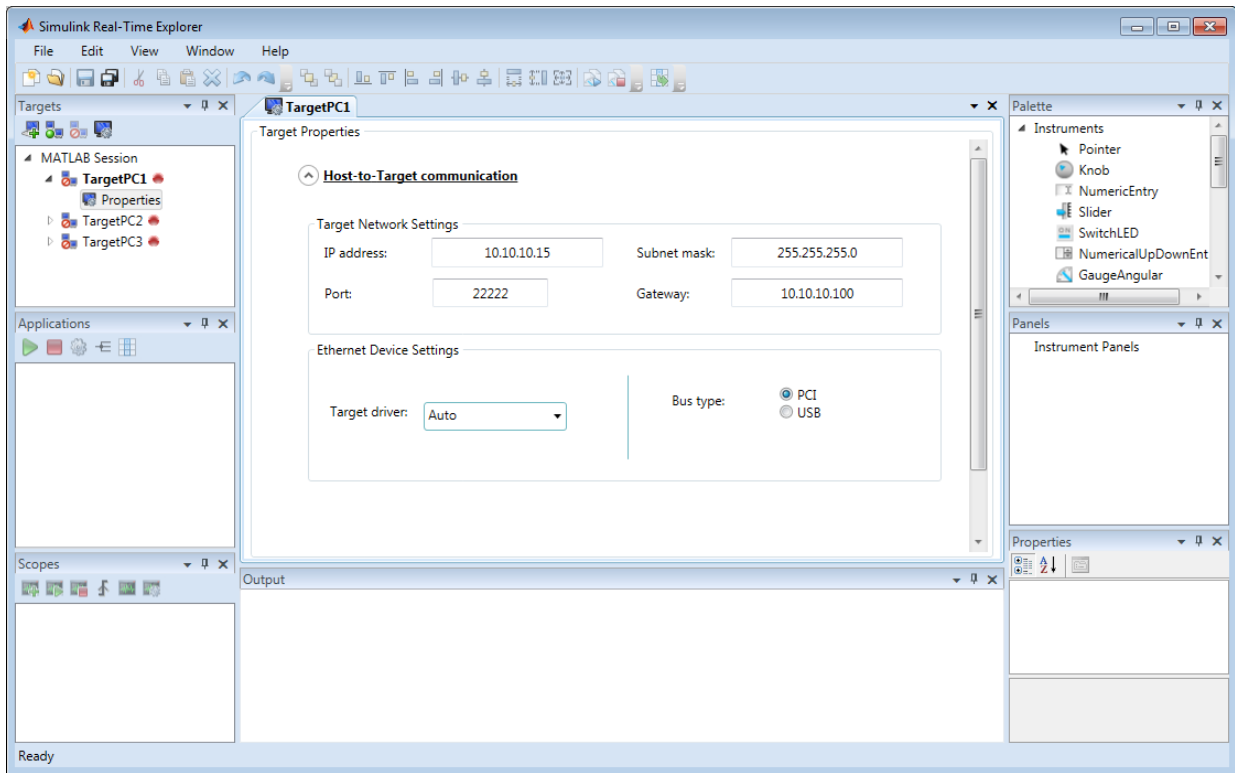 Simulink Real-Time Explorer
File Edit View Window Help
Targets
MATLAB Session
TargetPC1
Properties
TargetPC2
TargetPC3
Applications
Scopes
TargetPC1
Target Properties
Host-to-Target communication
Target Network Settings
IP address: 10.10.10.15 Subnet mask: 255.255.255.0
Port: 22222 Gateway: 10.10.10.100
Ethernet Device Settings
Target driver: Auto Bus type: PCI
USB
Output
Palette
Instruments
Pointer
Knob
NumericEntry
Slider
SwitchLED
NumericalUpDownEnt
GaugeAngular
Panels
Instrument Panels
Properties
Ready